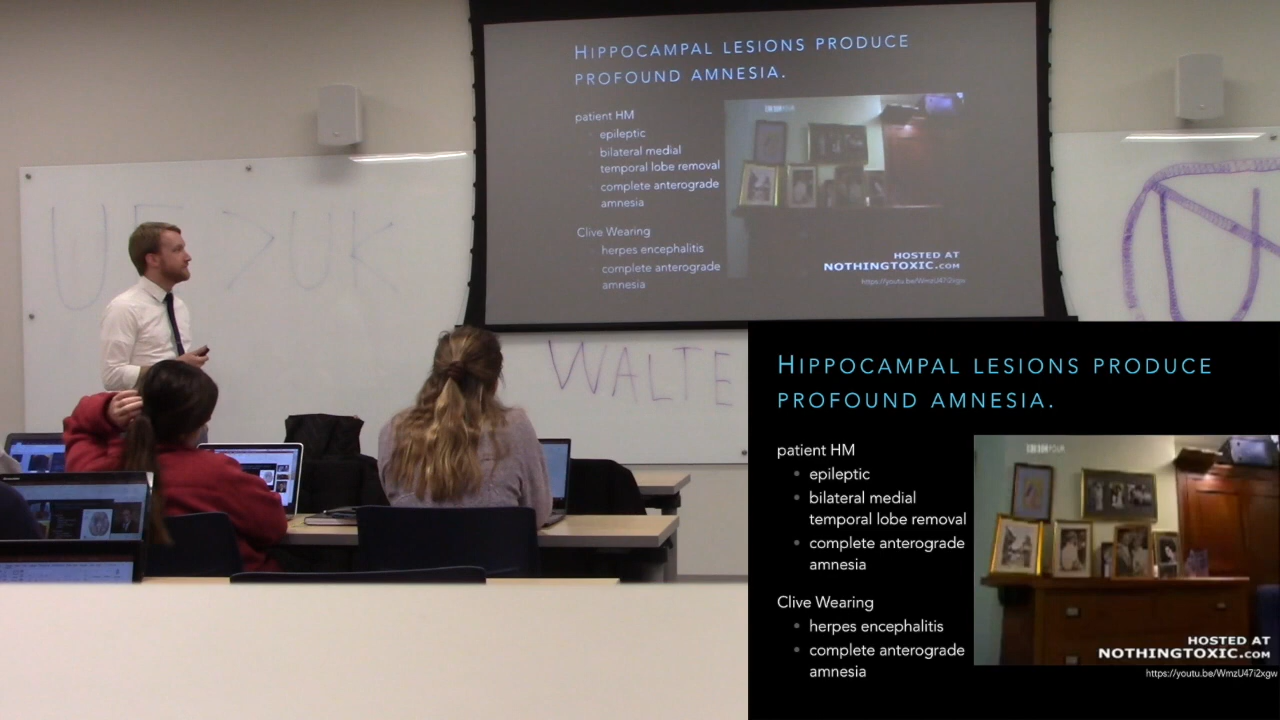 HIPPOCAMPAL LESIONS PRODUCE
PROFOUND AMNESIA.
patient HM
epileptic
bilateral medial
temporal lobe removal
complete anterograde
amnesia
Clive Wearing
herpes encephalitis
complete anterograde
amnesia
HOSTED AT
NOTHINGTOXIC.COM
https://youtu.be/WmzU47i2xgw
WALTE
HIPPOCAMPAL LESIONS PRODUCE
PROFOUND AMNESIA.
patient HM
• epileptic
• bilateral medial
temporal lobe removal
• complete anterograde
amnesia
Clive Wearing
• herpes encephalitis
• complete anterograde
amnesia
HOSTED AT
NOTHINGTOXIC.COM
https://youtu.be/WmzU47i2xgw